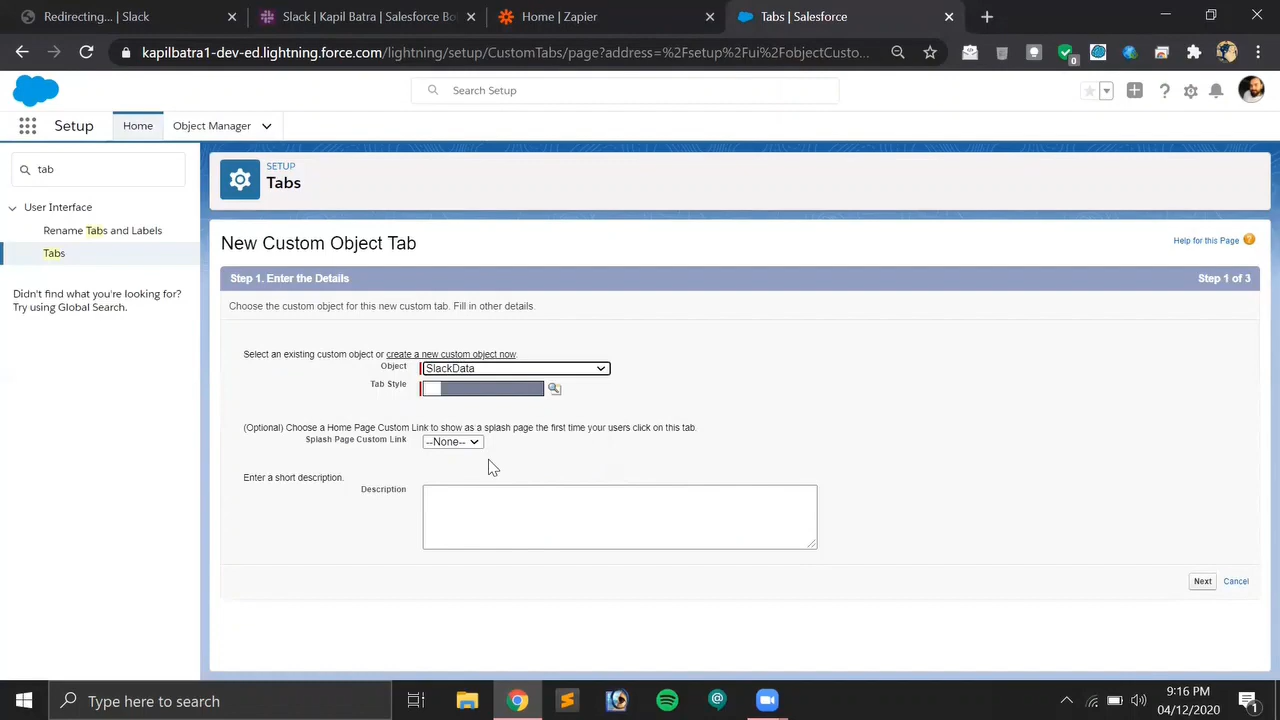 Redirecting... | Slack
Slack | Kapil Batra | Salesforce Bo
Home | Zapier
Tabs | Salesforce
kapilbatra1-dev-ed.lightning.force.com/lightning/setup/CustomTabs/page?address=%2Fsetup%2Fui%2FobjectCusto...
0
Search Setup
Setup
Home
Object Manager
tab
User Interface
Rename Tabs and Labels
Tabs
Didn't find what you're looking for?
Try using Global Search.
SETUP
Tabs
New Custom Object Tab
Help for this Page
Step 1. Enter the Details
Step 1 of 3
Choose the custom object for this new custom tab. Fill in other details.
Select an existing custom object or create a new custom object now.
Object
SlackData
Tab Style
(Optional) Choose a Home Page Custom Link to show as a splash page the first time your users click on this tab.
Splash Page Custom Link
--None--
Enter a short description.
Description
Next
Cancel
Type here to search
9:16 PM
04/12/2020
1